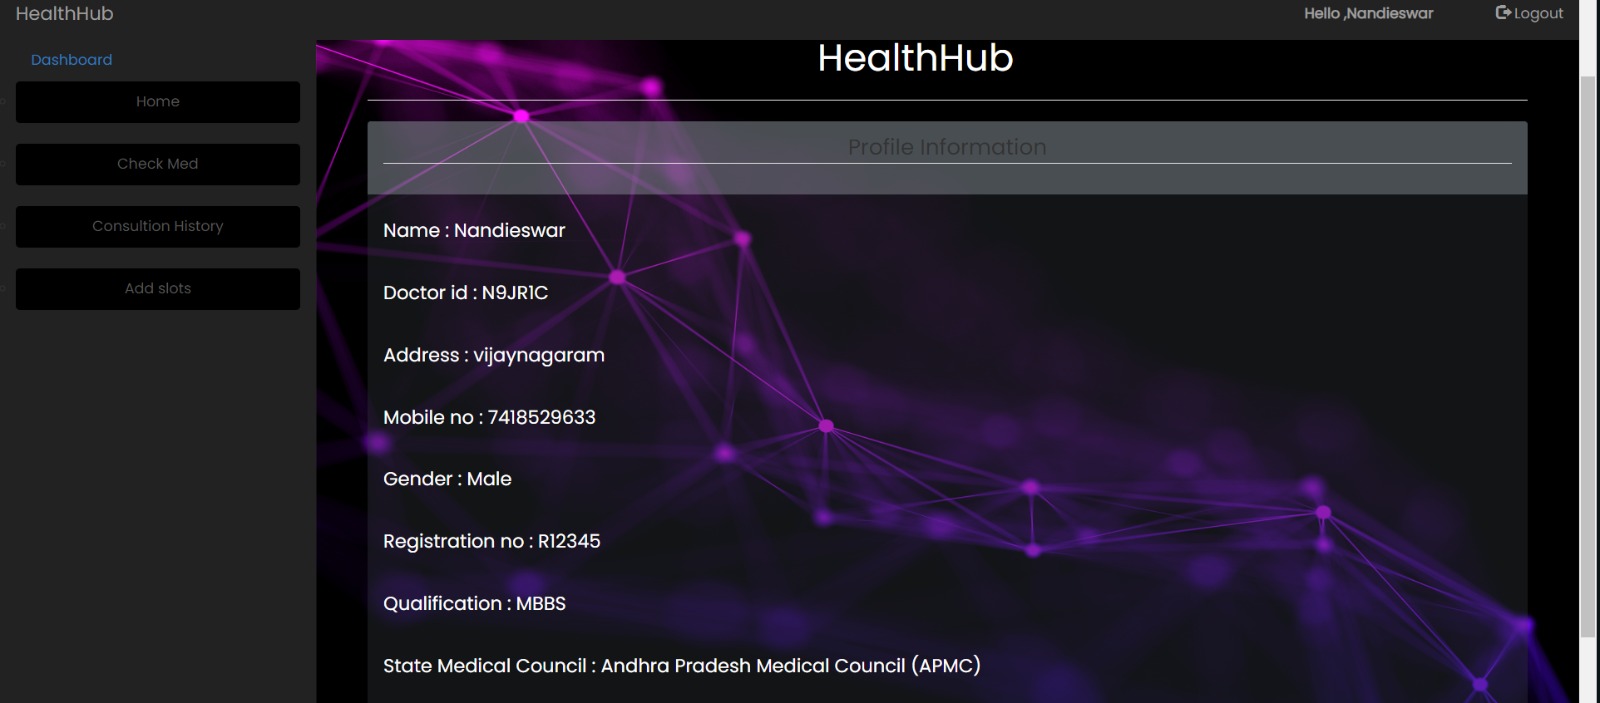 HealthHub
Hello ,Nandieswar
Logout
Dashboard
Home
Check Med
Consultion History
Add slots
HealthHub
Profile Information
Name : Nandieswar
Doctor id : N9JR1C
Address : vijaynagaram
Mobile no : 7418529633
Gender : Male
Registration no : R12345
Qualification : MBBS
State Medical Council : Andhra Pradesh Medical Council (APMC)